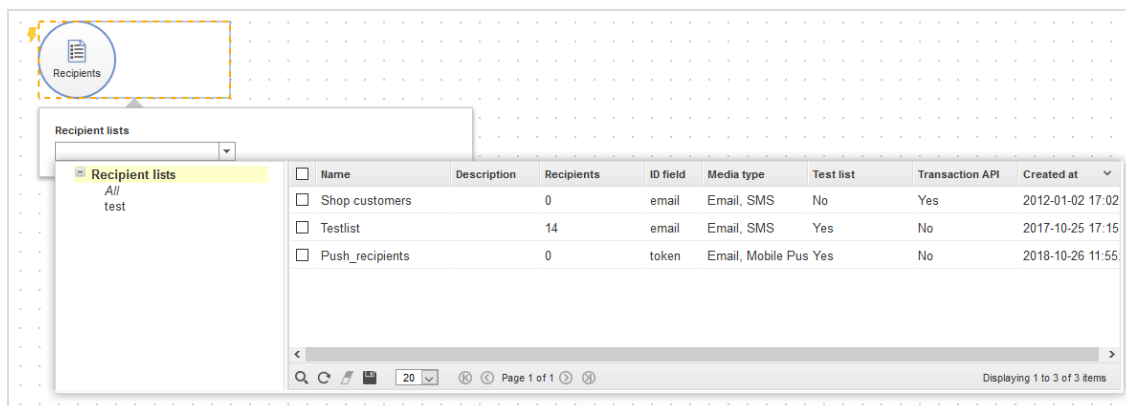 Recipients
Recipient lists
Recipient lists
All
test
Name Description Recipients ID field Media type Test list Transaction API Created at
Shop customers 0 email Email, SMS No Yes 2012-01-02 17:02
Testlist 14 email Email, SMS Yes No 2017-10-25 17:15
Push_recipients 0 token Email, Mobile Pus Yes No 2018-10-26 11:55:
20 Page 1 of 1 Displaying 1 to 3 of 3 items